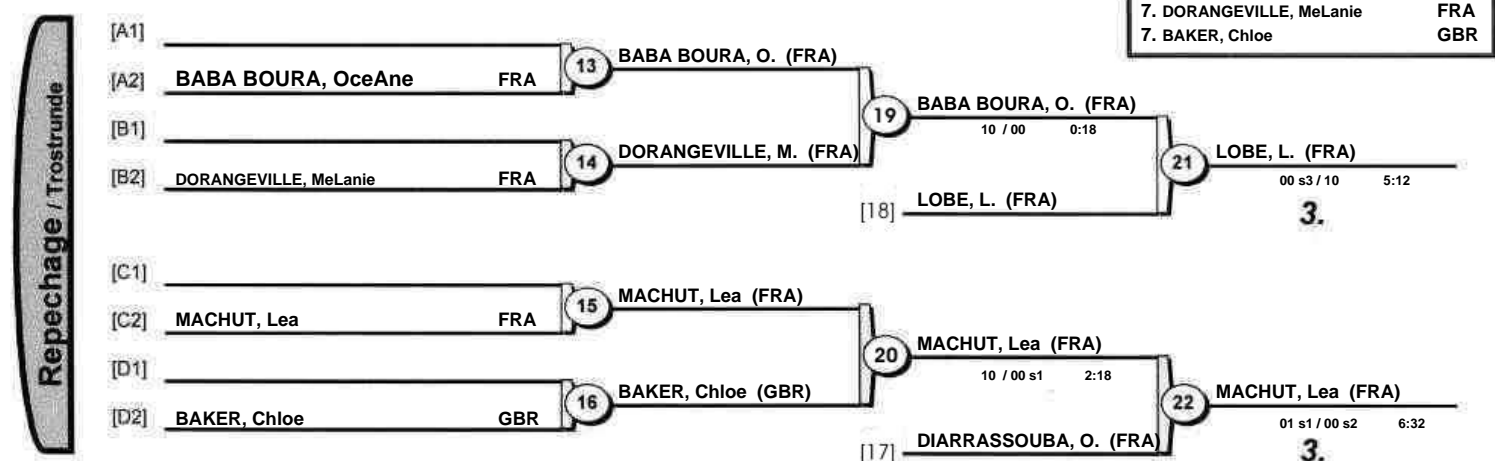 7. DORANGEVILLE, MeLanie FRA
7. BAKER, Chloe GBR
Repechage / Trostrunde
[A1]
[A2] BABA BOURA, OceAne FRA
13 BABA BOURA, O. (FRA)
[B1]
[B2] DORANGEVILLE, MeLanie FRA
14 DORANGEVILLE, M. (FRA)
19 BABA BOURA, O. (FRA)
10 / 00 0:18
[18] LOBE, L. (FRA)
21 LOBE, L. (FRA)
00 s3 / 10 5:12
3.
[C1]
[C2] MACHUT, Lea FRA
15 MACHUT, Lea (FRA)
[D1]
[D2] BAKER, Chloe GBR
16 BAKER, Chloe (GBR)
20 MACHUT, Lea (FRA)
10 / 00 s1 2:18
[17] DIARRASSOUBA, O. (FRA)
22 MACHUT, Lea (FRA)
01 s1 / 00 s2 6:32
3.